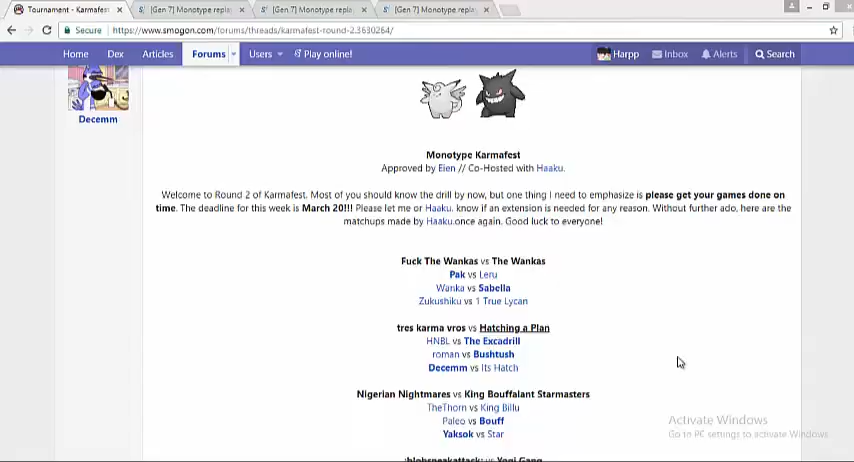 Tournament - Karmafes
[Gen 7] Monotype replay
[Gen 7] Monotype repla
[Gen 7] Monotype replay
Secure https://www.smogon.com/forums/threads/karmafest-round-2.3630264/
Home Dex Articles Forums Users Play online! Harpp Inbox Alerts Search
Decemm
Monotype Karmafest
Approved by Eien // Co-Hosted with Haaku.
Welcome to Round 2 of Karmafest. Most of you should know the drill by now, but one thing I need to emphasize is please get your games done on
time. The deadline for this week is March 20!!! Please let me or Haaku. know if an extension is needed for any reason. Without further ado, here are the
matchups made by Haaku.once again. Good luck to everyone!
Fuck The Wankas vs The Wankas
Pak vs Leru
Wanka vs Sabella
Zukushiku vs 1 True Lycan
tres karma vros vs Hatching a Plan
HNBL vs The Excadrill
roman vs Bushtush
Decemm vs Its Hatch
Nigerian Nightmares vs King Bouffalant Starmasters
TheThorn vs King Billu
Paleo vs Bouff
Yaksok vs Star
:blobsneakattack: vs Yogi Gang
Activate Windows
Go to PC settings to activate Windows.